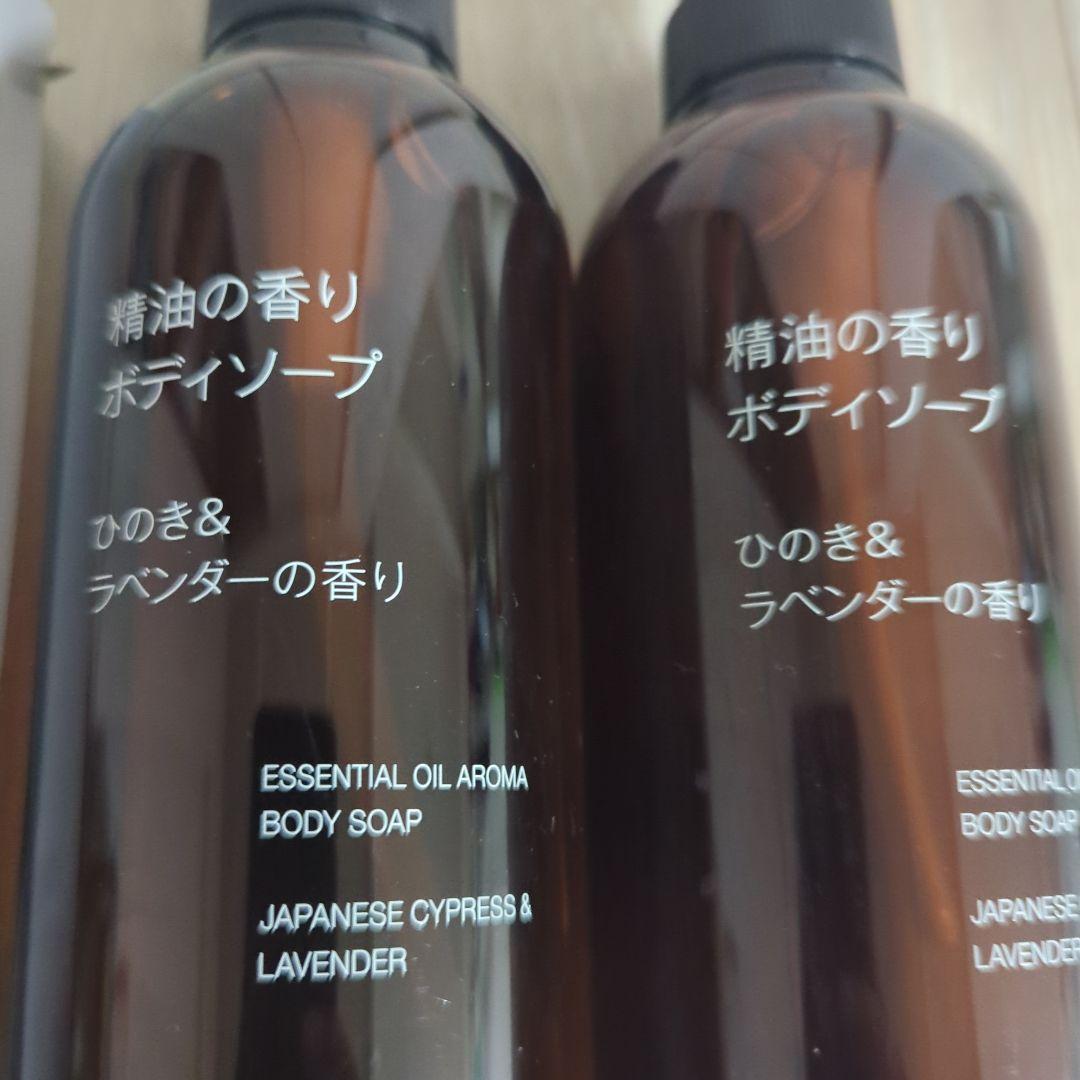 精油の香り
ボディソープ
ひのき&
ラベンダーの香り
ESSENTIAL OIL AROMA
BODY SOAP
JAPANESE CYPRESS &
LAVENDER
精油の香り
ボディソープ
ひのき&
ラベンダーの香り
ESSENTIAL
BODY SOAP
JAPANESE
LAVENDER